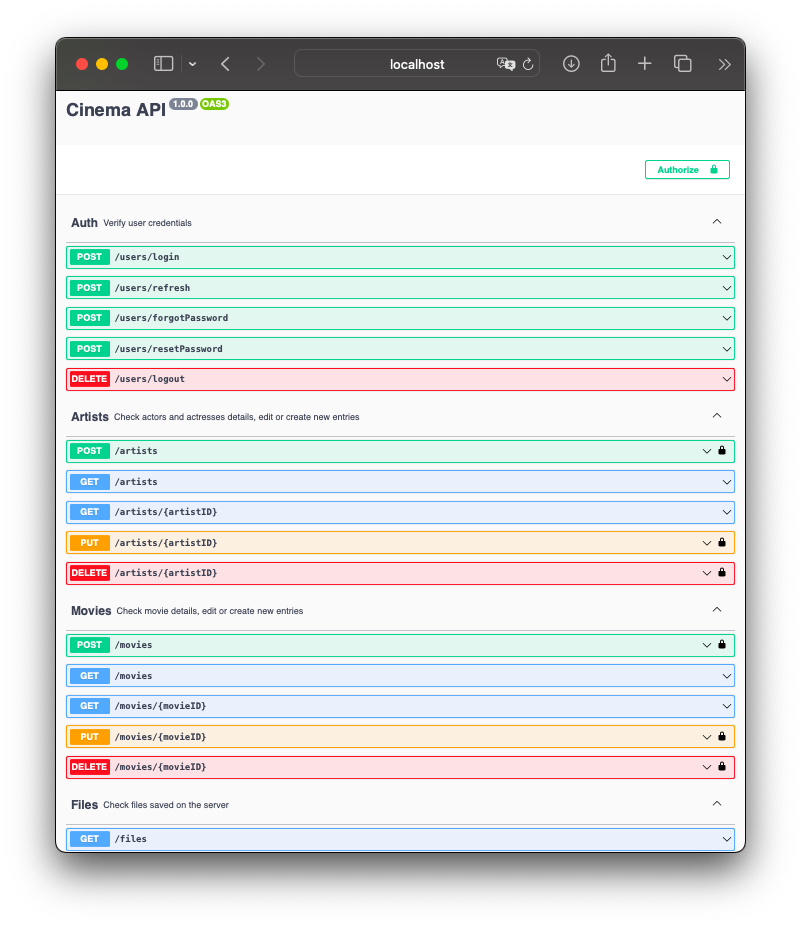 localhost
Cinema API 1.0.0 OAS3
Authorize
Auth Verify user credentials
POST /users/login
POST /users/refresh
POST /users/forgotPassword
POST /users/resetPassword
DELETE /users/logout
Artists Check actors and actresses details, edit or create new entries
POST /artists
GET /artists
GET /artists/{artistID}
PUT /artists/{artistID}
DELETE /artists/{artistID}
Movies Check movie details, edit or create new entries
POST /movies
GET /movies
GET /movies/{movieID}
PUT /movies/{movieID}
DELETE /movies/{movieID}
Files Check files saved on the server
GET /files